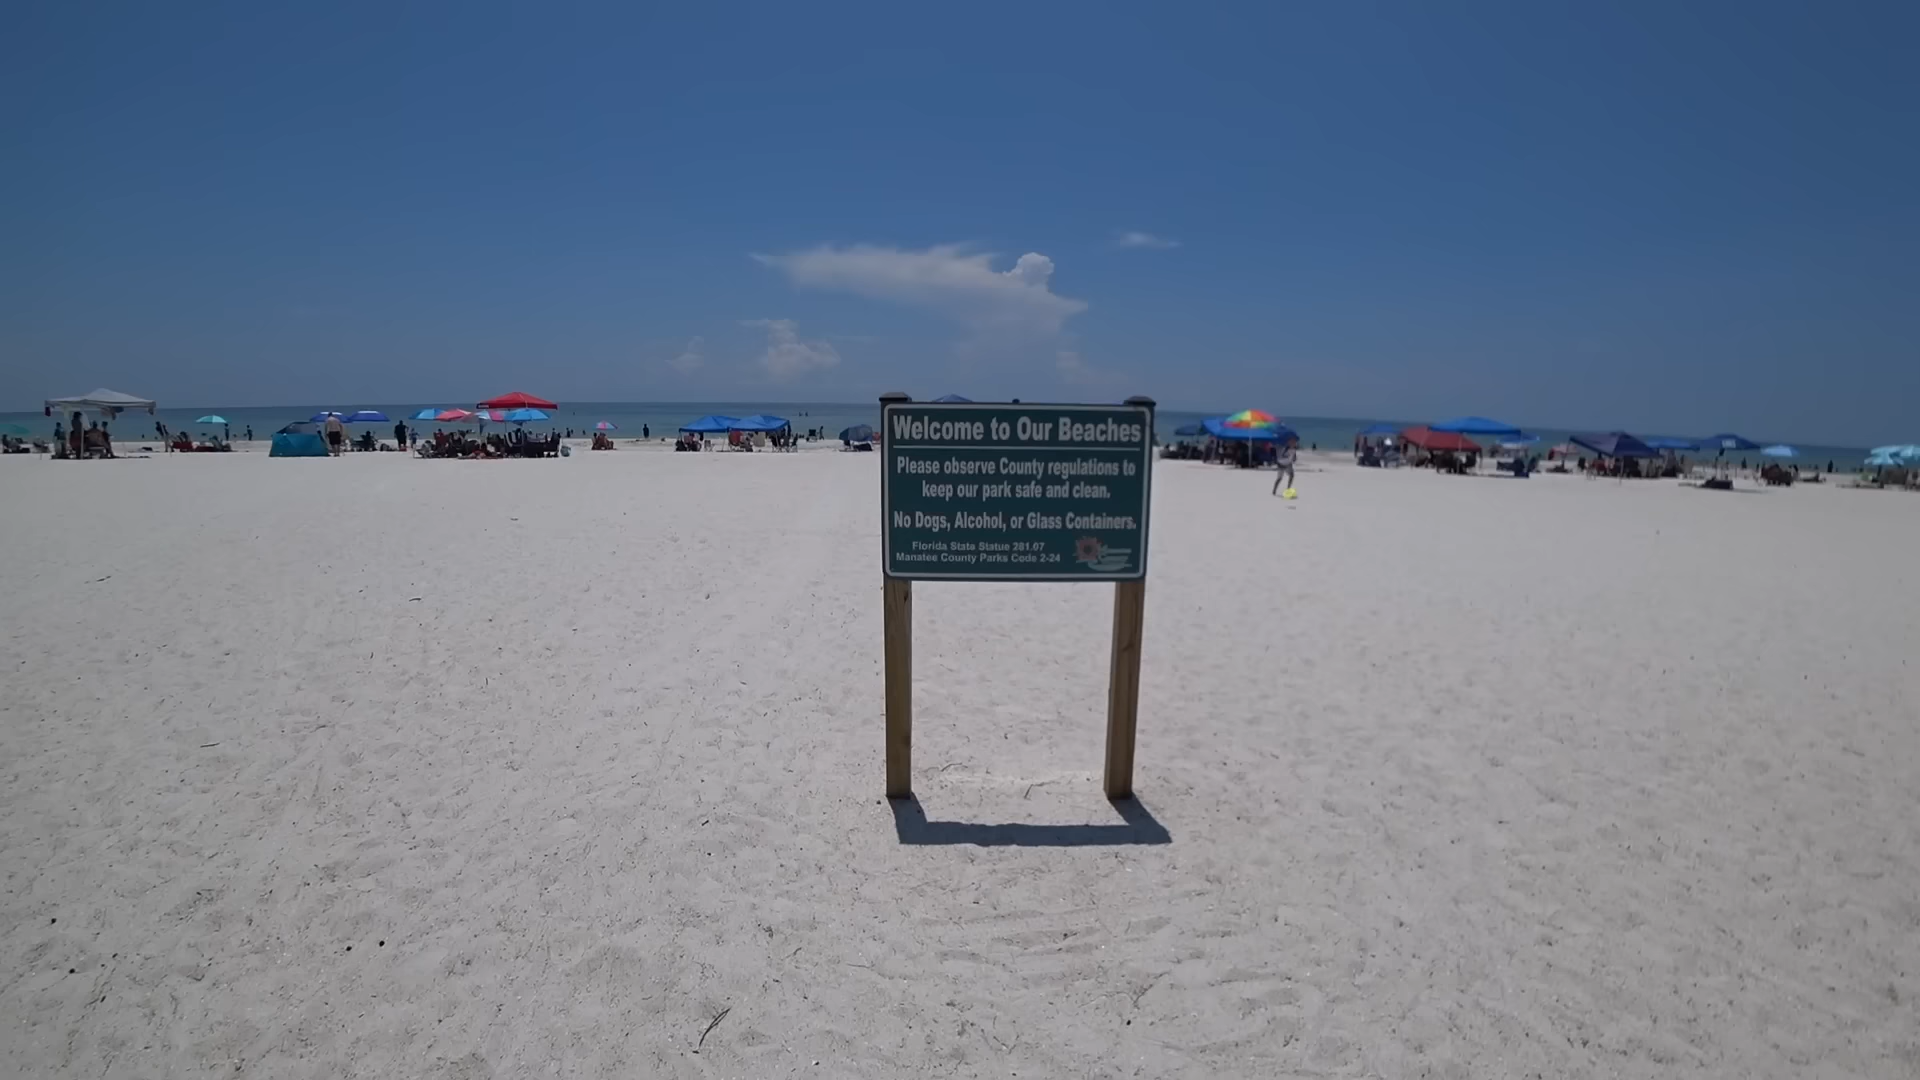 Welcome to Our Beaches
Please observe County regulations to
keep our park safe and clean.
No Dogs, Alcohol, or Glass Containers.
Florida State Statue 281.07
Manatee County Parks Code 2-24